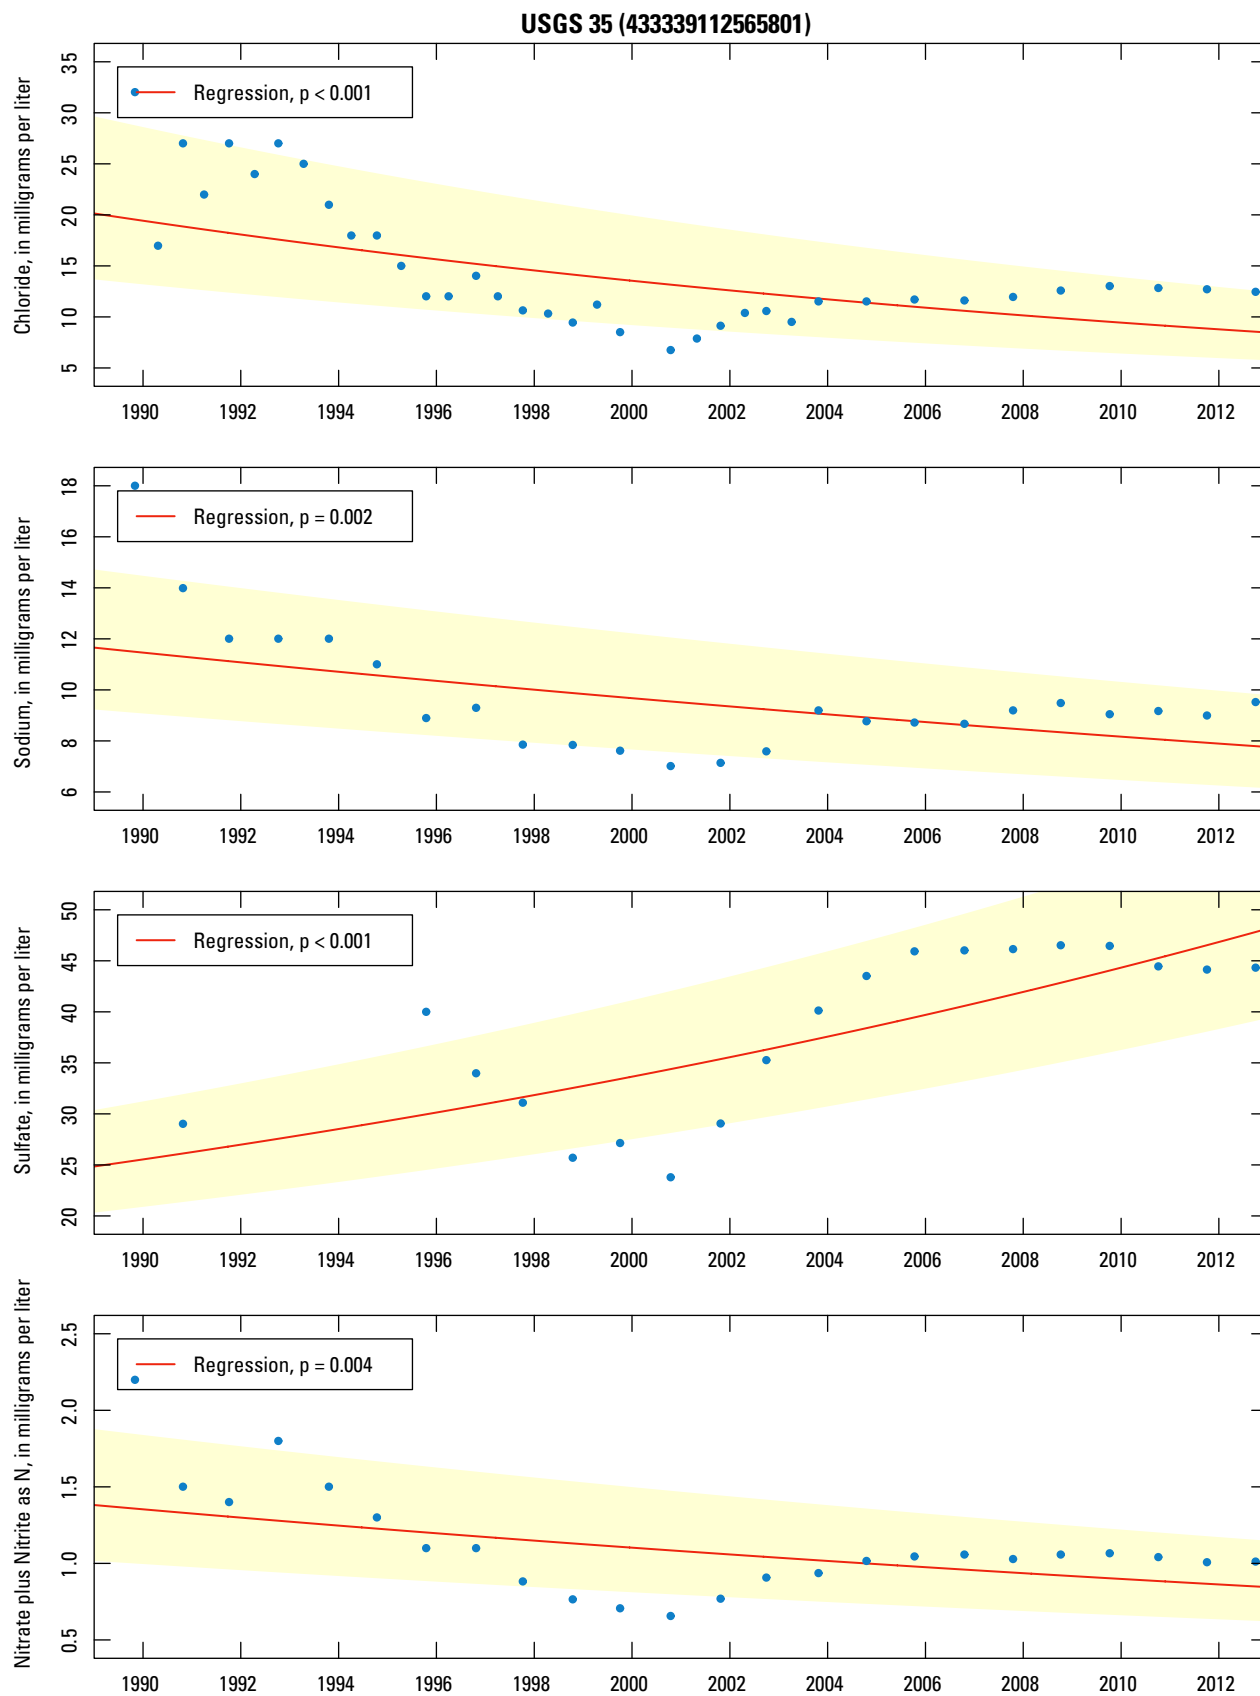 USGS 35 (433339112565801)
Chloride, in milligrams per liter
35
30
25
20
15
10
5
Regression, p < 0.001
1990 1992 1994 1996 1998 2000 2002 2004 2006 2008 2010 2012
Sodium, in milligrams per liter
18
16
14
12
10
8
6
Regression, p = 0.002
1990 1992 1994 1996 1998 2000 2002 2004 2006 2008 2010 2012
Sulfate, in milligrams per liter
50
45
40
35
30
25
20
Regression, p < 0.001
1990 1992 1994 1996 1998 2000 2002 2004 2006 2008 2010 2012
Nitrate plus Nitrite as N, in milligrams per liter
2.5
2.0
1.5
1.0
0.5
Regression, p = 0.004
1990 1992 1994 1996 1998 2000 2002 2004 2006 2008 2010 2012